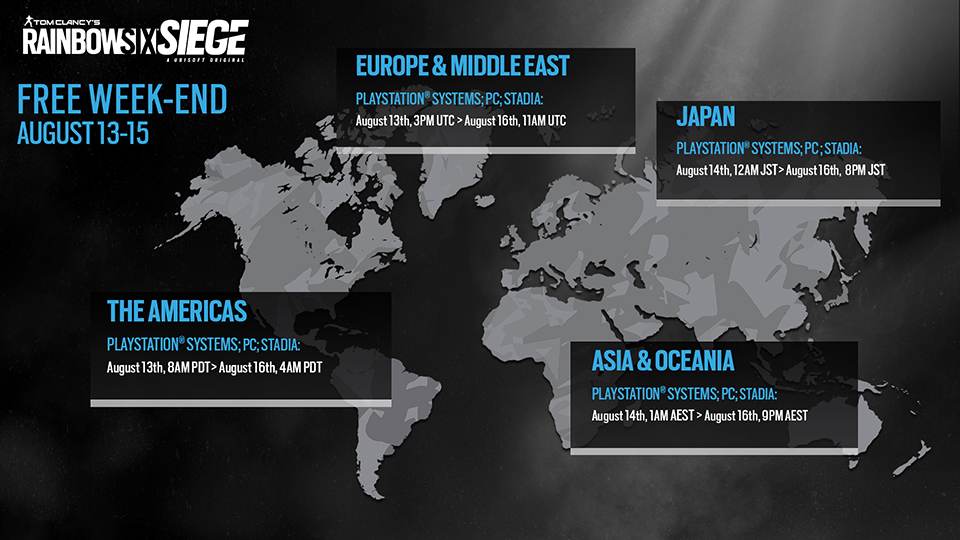 TOM CLANCY'S
RAINBOWSIX SIEGE
A UBISOFT ORIGINAL
FREE WEEK-END
AUGUST 13-15
EUROPE & MIDDLE EAST
PLAYSTATION® SYSTEMS; PC; STADIA:
August 13th, 3PM UTC > August 16th, 11AM UTC
JAPAN
PLAYSTATION® SYSTEMS; PC; STADIA:
August 14th, 12AM JST> August 16th, 8PM JST
THE AMERICAS
PLAYSTATION® SYSTEMS; PC; STADIA:
August 13th, 8AM PDT> August 16th, 4AM PDT
ASIA & OCEANIA
PLAYSTATION® SYSTEMS; PC; STADIA:
August 14th, 1AM AEST > August 16th, 9PM AEST